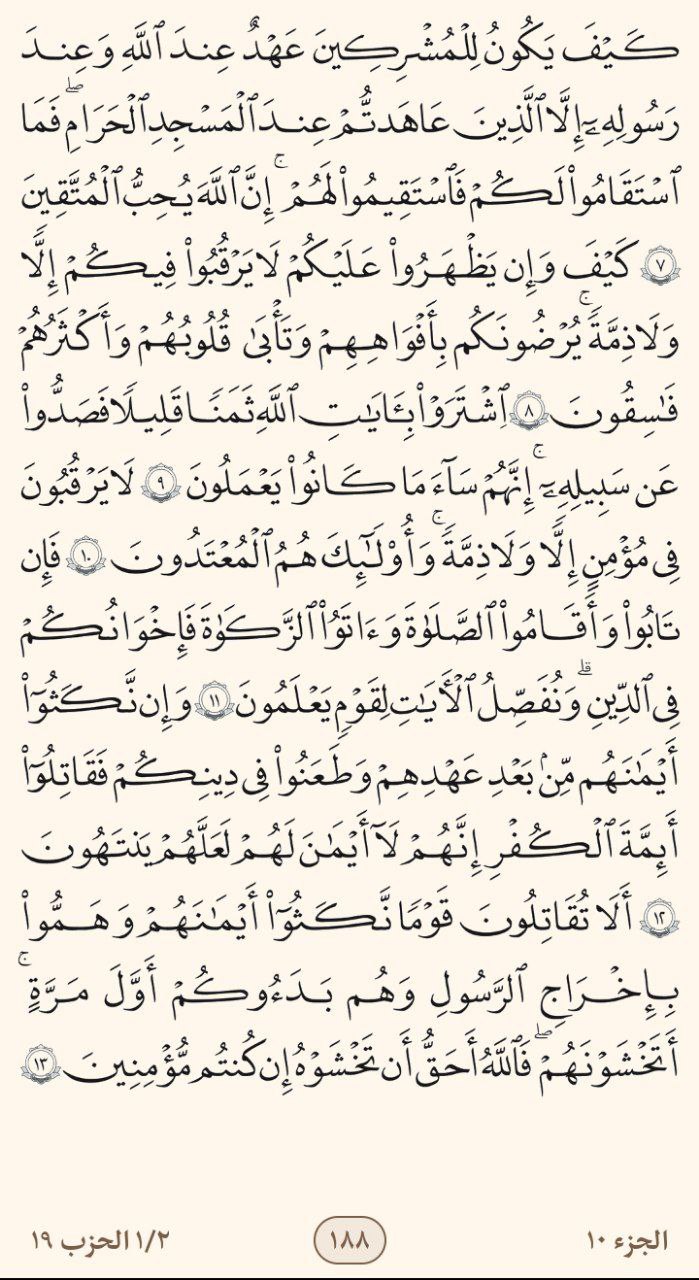 كَيۡفَ يَكُونُ لِلۡمُشۡرِكِينَ عَهۡدٌ عِندَ ٱللَّهِ وَعِندَ
رَسُولِهِۦٓ إِلَّا ٱلَّذِينَ عَٰهَدتُّمۡ عِندَ ٱلۡمَسۡجِدِ ٱلۡحَرَامِۖ فَمَا
ٱسۡتَقَٰمُواْ لَكُمۡ فَٱسۡتَقِيمُواْ لَهُمۡۚ إِنَّ ٱللَّهَ يُحِبُّ ٱلۡمُتَّقِينَ
٧ كَيۡفَ وَإِن يَظۡهَرُواْ عَلَيۡكُمۡ لَا يَرۡقُبُواْ فِيكُمۡ إِلّٗا
وَلَا ذِمَّةٗۚ يُرۡضُونَكُم بِأَفۡوَٰهِهِمۡ وَتَأۡبَىٰ قُلُوبُهُمۡ وَأَكۡثَرُهُمۡ
فَٰسِقُونَ ٨ ٱشۡتَرَوۡاْ بِـَٔايَٰتِ ٱللَّهِ ثَمَنٗا قَلِيلٗا فَصَدُّواْ
عَن سَبِيلِهِۦٓۚ إِنَّهُمۡ سَآءَ مَا كَانُواْ يَعۡمَلُونَ ٩ لَا يَرۡقُبُونَ
فِي مُؤۡمِنٍ إِلّٗا وَلَا ذِمَّةٗۚ وَأُوْلَٰٓئِكَ هُمُ ٱلۡمُعۡتَدُونَ ١٠ فَإِن
تَابُواْ وَأَقَامُواْ ٱلصَّلَوٰةَ وَءَاتَوُاْ ٱلزَّكَوٰةَ فَإِخۡوَٰنُكُمۡ
فِي ٱلدِّينِۗ وَنُفَصِّلُ ٱلۡأٓيَٰتِ لِقَوۡمٖ يَعۡلَمُونَ ١١ وَإِن نَّكَثُوٓاْ
أَيۡمَٰنَهُم مِّنۢ بَعۡدِ عَهۡدِهِمۡ وَطَعَنُواْ فِي دِينِكُمۡ فَقَٰتِلُوٓاْ
أَئِمَّةَ ٱلۡكُفۡرِ إِنَّهُمۡ لَآ أَيۡمَٰنَ لَهُمۡ لَعَلَّهُمۡ يَنتَهُونَ
١٢ أَلَا تُقَٰتِلُونَ قَوۡمٗا نَّكَثُوٓاْ أَيۡمَٰنَهُمۡ وَهَمُّواْ
بِإِخۡرَاجِ ٱلرَّسُولِ وَهُم بَدَءُوكُمۡ أَوَّلَ مَرَّةٍۚ
أَتَخۡشَوۡنَهُمۡۖ فَٱللَّهُ أَحَقُّ أَن تَخۡشَوۡهُ إِن كُنتُم مُّؤۡمِنِينَ ١٣
الجزء ١٠ ١٨٨ ١/٢ الحزب ١٩